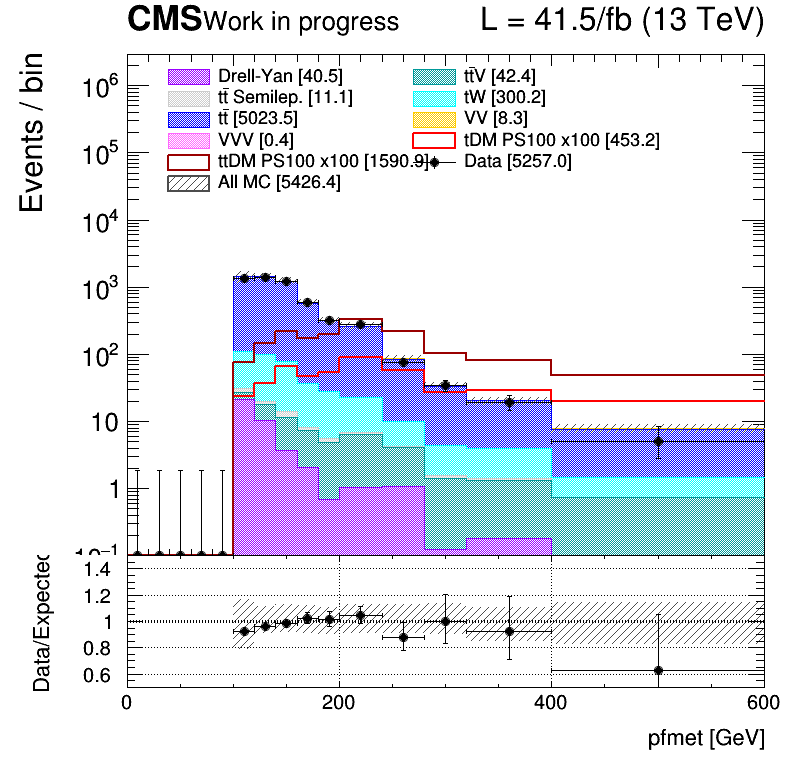 CMS Work in progress L = 41.5/fb (13 TeV)
Events / bin
Drell-Yan [40.5] tt̄V [42.4]
tt̄ Semilep. [11.1] tW [300.2]
tt̄ [5023.5] VV [8.3]
VVV [0.4] tDM PS100 x100 [453.2]
ttDM PS100 x100 [1590.9] Data [5257.0]
All MC [5426.4]
10⁶
10⁵
10⁴
10³
10²
10
1
10⁻¹
Data/Expected
1.4
1.2
1
0.8
0.6
0 200 400 600
pfmet [GeV]